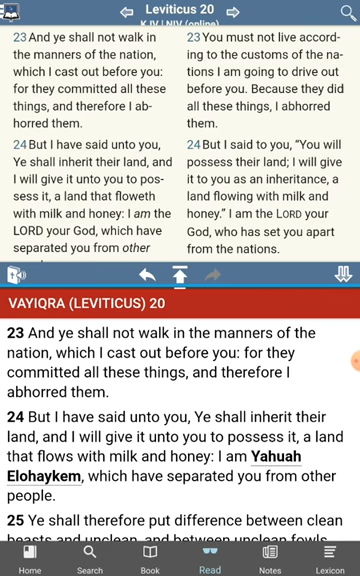 Leviticus 20
KJV | NIV (online)
23 And ye shall not walk in
the manners of the nation,
which I cast out before you:
for they committed all these
things, and therefore I ab-
horred them.
24 But I have said unto you,
Ye shall inherit their land, and
I will give it unto you to pos-
sess it, a land that floweth
with milk and honey: I am the
LORD your God, which have
separated you from other
23 You must not live accord-
ing to the customs of the na-
tions I am going to drive out
before you. Because they did
all these things, I abhorred
them.
24 But I said to you, “You will
possess their land; I will give
it to you as an inheritance, a
land flowing with milk and
honey.” I am the LORD your
God, who has set you apart
from the nations.
VAYIQRA (LEVITICUS) 20
23 And ye shall not walk in the manners of the
nation, which I cast out before you: for they
committed all these things, and therefore I
abhorred them.
24 But I have said unto you, Ye shall inherit their
land, and I will give it unto you to possess it, a land
that flows with milk and honey: I am Yahuah
Elohaykem, which have separated you from other
people.
25 Ye shall therefore put difference between clean
beasts and unclean, and between unclean fowls
Home
Search
Book
Read
Notes
Lexicon